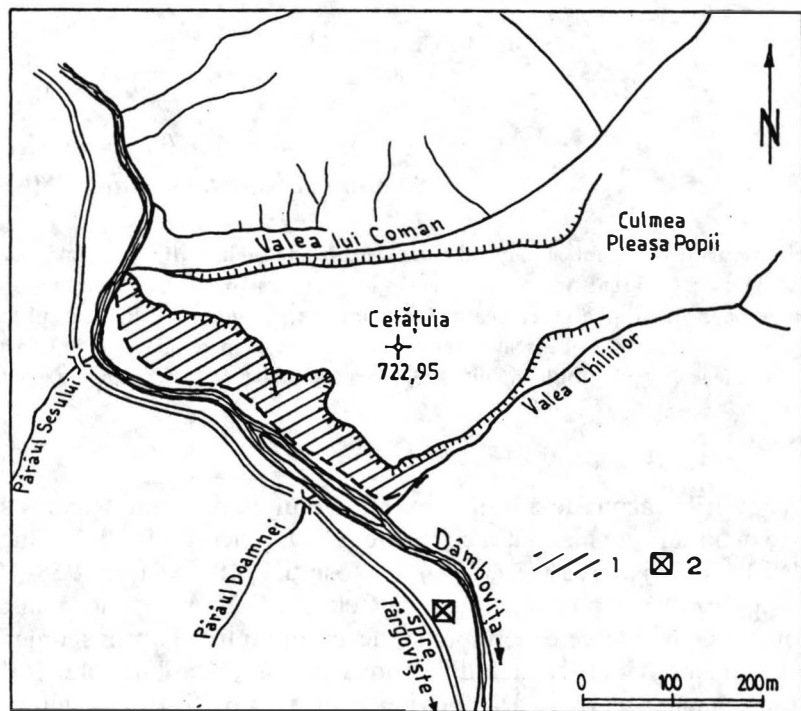 N
Valea lui Coman
Culmea
Pleașa Popii
Cetățuia
722,95
Valea Chiliilor
Pârâul Sesului
Pârâul Doamnei
Dâmbovița
spre
Târgoviște
1
2
0 100 200m